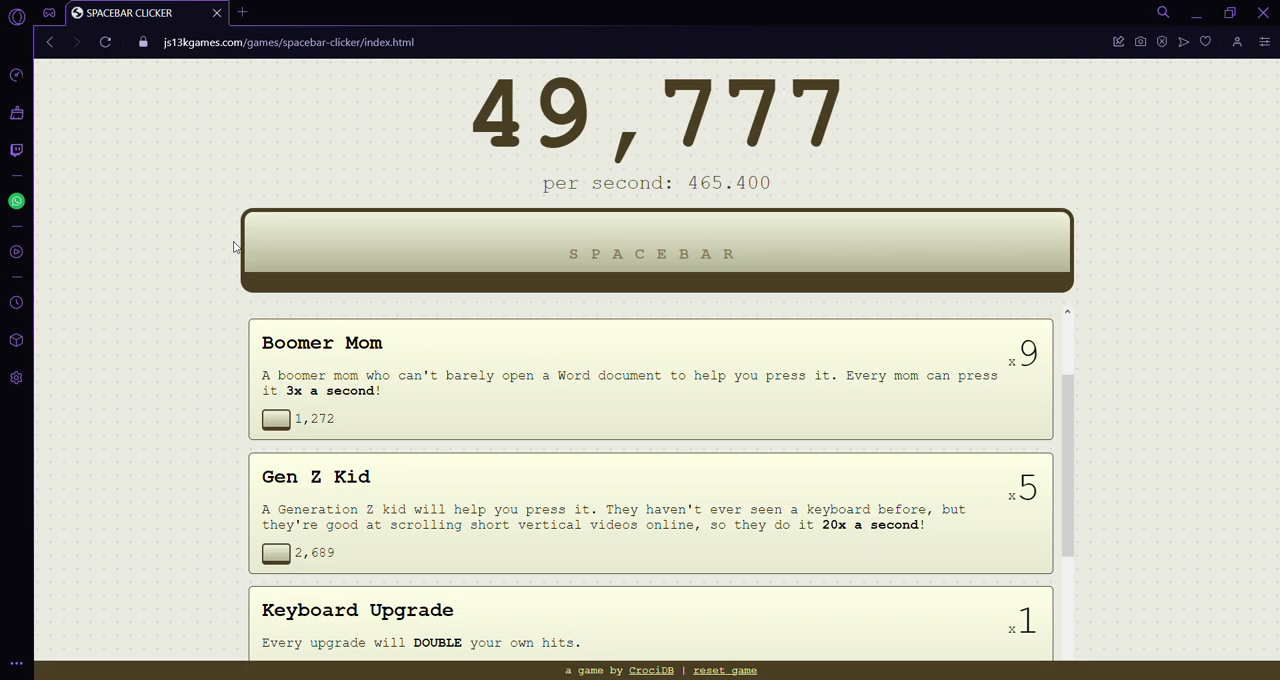 SPACEBAR CLICKER
js13kgames.com/games/spacebar-clicker/index.html
49,777
per second: 465.400
SPACEBAR
Boomer Mom
x9
A boomer mom who can't barely open a Word document to help you press it. Every mom can press
it 3x a second!
1,272
Gen Z Kid
x5
A Generation Z kid will help you press it. They haven't ever seen a keyboard before, but
they're good at scrolling short vertical videos online, so they do it 20x a second!
2,689
Keyboard Upgrade
x1
Every upgrade will DOUBLE your own hits.
a game by CrociDB | reset game